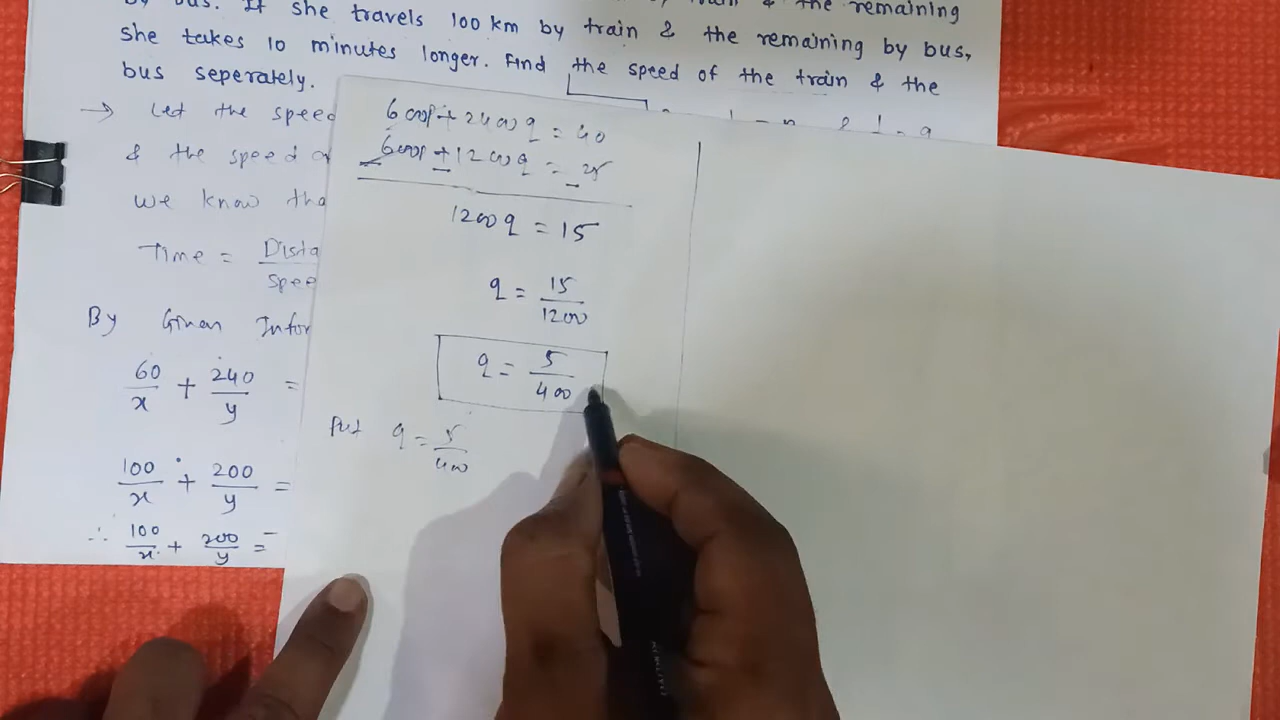 by bus. If she travels 100 km by train & the remaining
she takes 10 minutes longer. Find the speed of the train & the
bus seperately.
→ Let the speed
& the speed o
we know tha
Time = Dista
Spee
By Given Infor
60/x + 240/y =
100/x + 200/y =
∴ 100/x + 200/y =
600p + 2400q = 40
600p + 1200q = 25
1200q = 15
q = 15/1200
q = 5/400
Put q = 5/400